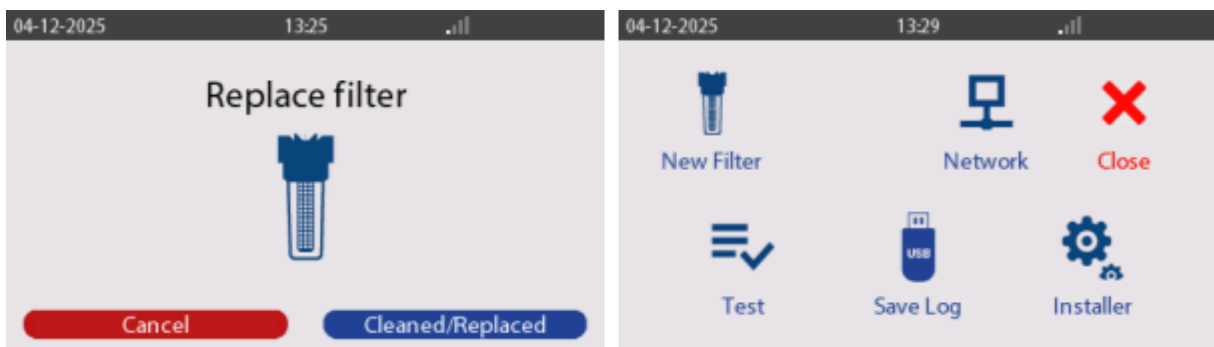 04-12-2025 13:25
Replace filter
Cancel Cleaned/Replaced
04-12-2025 13:29
New Filter Network Close
USB
Test Save Log Installer